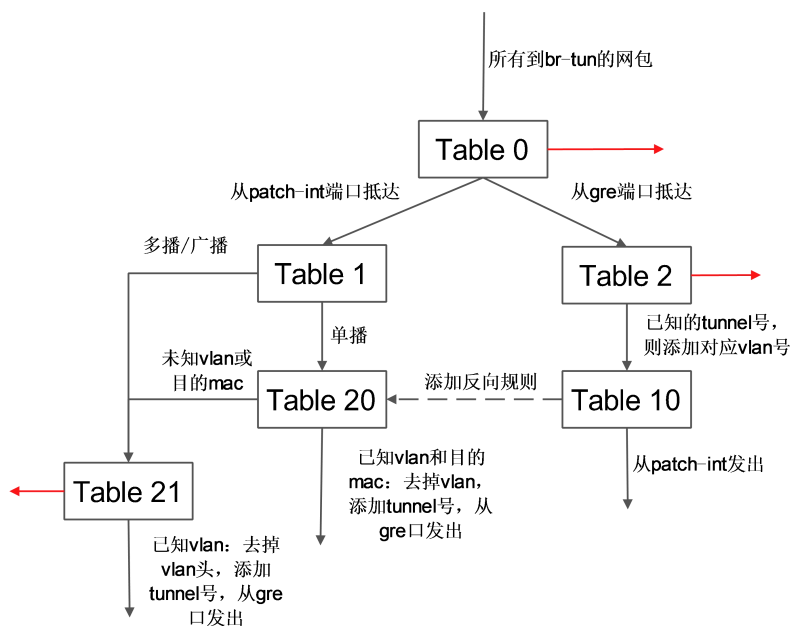 所有到br-tun的网包
Table 0
从patch-int端口抵达
从gre端口抵达
多播/广播
Table 1
Table 2
单播
已知的tunnel号，
则添加对应vlan号
未知vlan或
目的mac
添加反向规则
Table 20
Table 10
已知vlan和目的
mac：去掉vlan，
添加tunnel号，从
gre口发出
从patch-int发出
Table 21
已知vlan：去掉
vlan头，添加
tunnel号，从gre
口发出